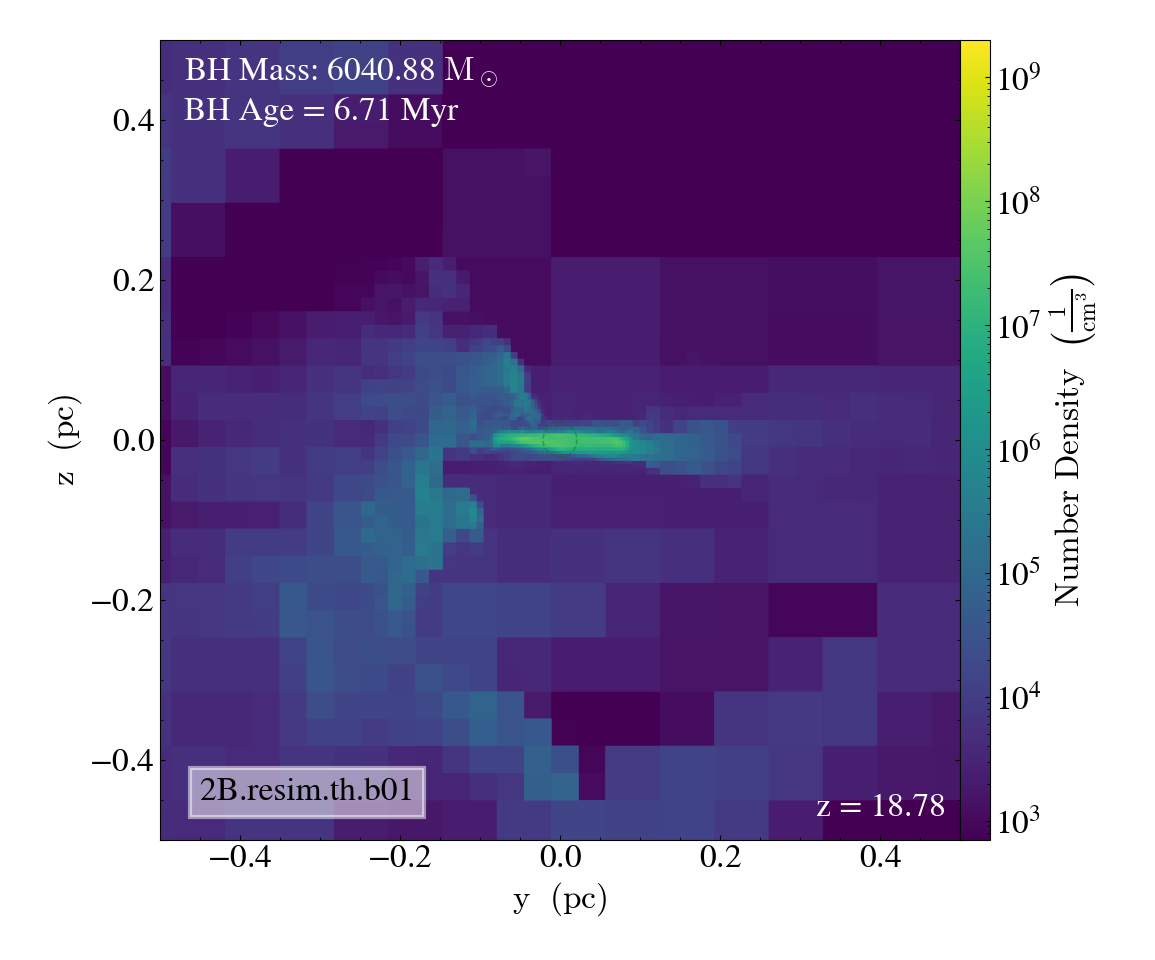 BH Mass: 6040.88 M⊙
BH Age = 6.71 Myr
0.4
0.2
0.0
−0.2
−0.4
z (pc)
2B.resim.th.b01
z = 18.78
−0.4 −0.2 0.0 0.2 0.4
y (pc)
10⁹
10⁸
10⁷
10⁶
10⁵
10⁴
10³
Number Density (1/cm³)